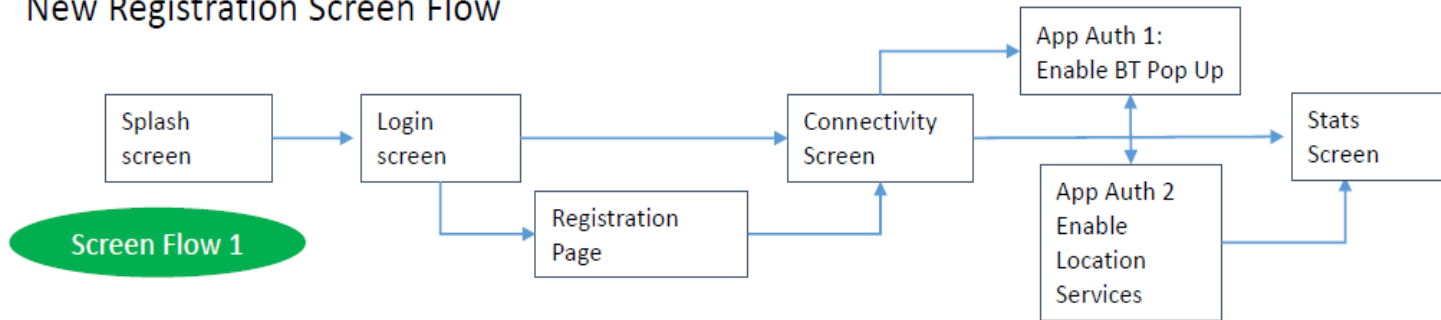 New Registration Screen Flow
App Auth 1:
Enable BT Pop Up
Splash
screen
Login
screen
Connectivity
Screen
Stats
Screen
App Auth 2
Enable
Location
Services
Registration
Page
Screen Flow 1